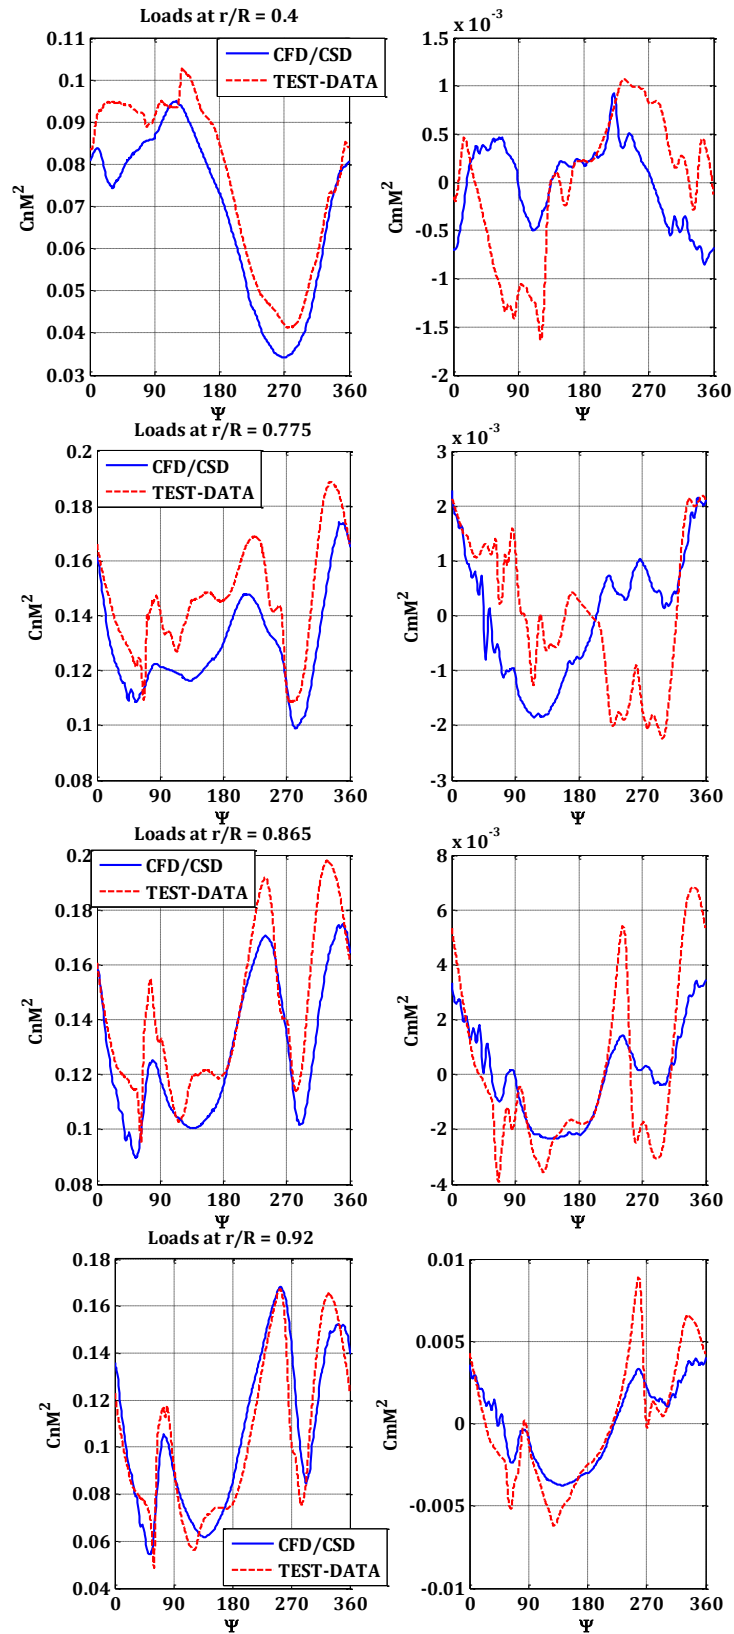 Loads at r/R = 0.4
x 10-3
0.11
0.1
0.09
0.08
0.07
0.06
0.05
0.04
0.03
CnM2
0 90 180 270 360
Ψ
CFD/CSD
TEST-DATA
1.5
1
0.5
0
-0.5
-1
-1.5
-2
CmM2
0 90 180 270 360
Ψ
Loads at r/R = 0.775
x 10-3
0.2
0.18
0.16
0.14
0.12
0.1
0.08
CnM2
0 90 180 270 360
Ψ
CFD/CSD
TEST-DATA
3
2
1
0
-1
-2
-3
CmM2
0 90 180 270 360
Ψ
Loads at r/R = 0.865
x 10-3
0.2
0.18
0.16
0.14
0.12
0.1
0.08
CnM2
0 90 180 270 360
Ψ
CFD/CSD
TEST-DATA
8
6
4
2
0
-2
-4
CmM2
0 90 180 270 360
Ψ
Loads at r/R = 0.92
0.18
0.16
0.14
0.12
0.1
0.08
0.06
0.04
CnM2
0 90 180 270 360
Ψ
CFD/CSD
TEST-DATA
0.01
0.005
0
-0.005
-0.01
CmM2
0 90 180 270 360
Ψ